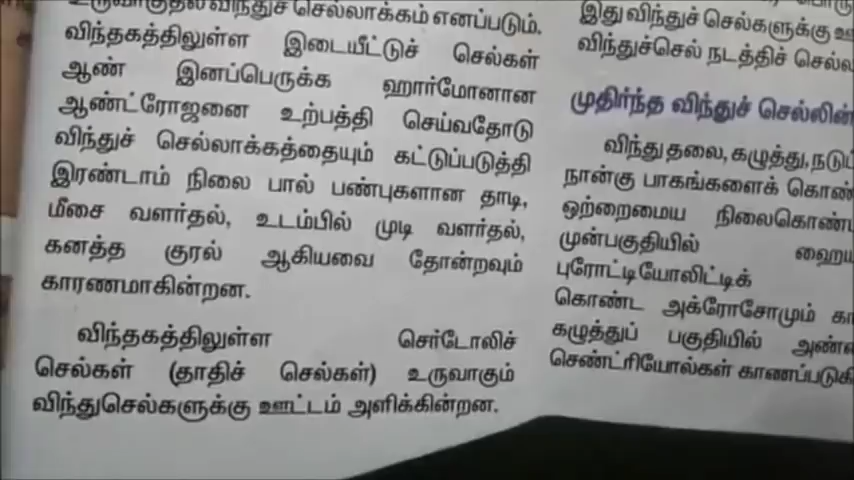 விந்துச் செல்லாக்கம் எனப்படும்.
விந்தகத்திலுள்ள இடையீட்டுச் செல்கள்
ஆண் இனப்பெருக்க ஹார்மோனான
ஆண்ட்ரோஜனை உற்பத்தி செய்வதோடு
விந்துச் செல்லாக்கத்தையும் கட்டுப்படுத்தி
இரண்டாம் நிலை பால் பண்புகளான தாடி,
மீசை வளர்தல், உடம்பில் முடி வளர்தல்,
கனத்த குரல் ஆகியவை தோன்றவும்
காரணமாகின்றன.
விந்தகத்திலுள்ள செர்டோலிச்
செல்கள் (தாதிச் செல்கள்) உருவாகும்
விந்துசெல்களுக்கு ஊட்டம் அளிக்கின்றன.
இது விந்துச் செல்களுக்கு
விந்துச்செல் நடத்திச்
முதிர்ந்த விந்துச் செல்லின்
விந்து தலை, கழுத்து,
நான்கு பாகங்களைக்
ஒற்றைமைய
முன்பகுதியில்
புரோட்டியோலிட்டிக்
கொண்ட அக்ரோசோமும்
கழுத்துப் பகுதியில்
செண்ட்ரியோல்கள்